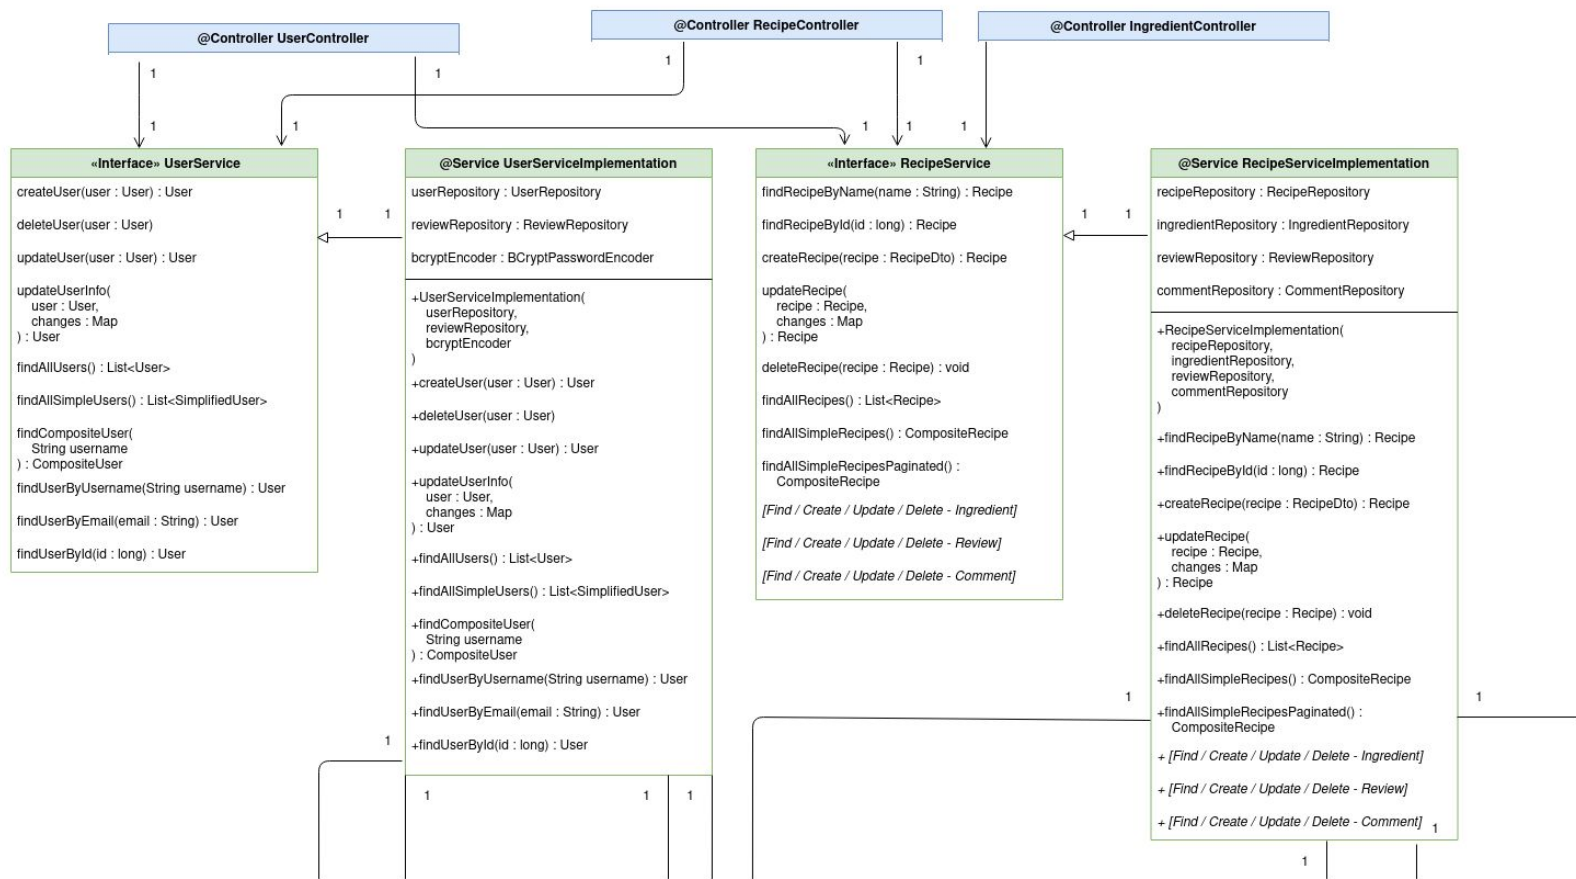 @Controller UserController
@Controller RecipeController
@Controller IngredientController
1
1
1
1
1
1
1
1
1
«Interface» UserService
createUser(user : User) : User
deleteUser(user : User)
updateUser(user : User) : User
updateUserInfo(
user : User,
changes : Map
) : User
findAllUsers() : List<User>
findAllSimpleUsers() : List<SimplifiedUser>
findCompositeUser(
String username
) : CompositeUser
findUserByUsername(String username) : User
findUserByEmail(email : String) : User
findUserById(id : long) : User
1
1
@Service UserServiceImplementation
userRepository : UserRepository
reviewRepository : ReviewRepository
bcryptEncoder : BCryptPasswordEncoder
+UserServiceImplementation(
userRepository,
reviewRepository,
bcryptEncoder
)
+createUser(user : User) : User
+deleteUser(user : User)
+updateUser(user : User) : User
+updateUserInfo(
user : User,
changes : Map
) : User
+findAllUsers() : List<User>
+findAllSimpleUsers() : List<SimplifiedUser>
+findCompositeUser(
String username
) : CompositeUser
+findUserByUsername(String username) : User
+findUserByEmail(email : String) : User
+findUserById(id : long) : User
1
1
1
1
«Interface» RecipeService
findRecipeByName(name : String) : Recipe
findRecipeById(id : long) : Recipe
createRecipe(recipe : RecipeDto) : Recipe
updateRecipe(
recipe : Recipe,
changes : Map
) : Recipe
deleteRecipe(recipe : Recipe) : void
findAllRecipes() : List<Recipe>
findAllSimpleRecipes() : CompositeRecipe
findAllSimpleRecipesPaginated() :
CompositeRecipe
[Find / Create / Update / Delete - Ingredient]
[Find / Create / Update / Delete - Review]
[Find / Create / Update / Delete - Comment]
1
1
@Service RecipeServiceImplementation
recipeRepository : RecipeRepository
ingredientRepository : IngredientRepository
reviewRepository : ReviewRepository
commentRepository : CommentRepository
+RecipeServiceImplementation(
recipeRepository,
ingredientRepository,
reviewRepository,
commentRepository
)
+findRecipeByName(name : String) : Recipe
+findRecipeById(id : long) : Recipe
+createRecipe(recipe : RecipeDto) : Recipe
+updateRecipe(
recipe : Recipe,
changes : Map
) : Recipe
+deleteRecipe(recipe : Recipe) : void
+findAllRecipes() : List<Recipe>
+findAllSimpleRecipes() : CompositeRecipe
+findAllSimpleRecipesPaginated() :
CompositeRecipe
+ [Find / Create / Update / Delete - Ingredient]
+ [Find / Create / Update / Delete - Review]
+ [Find / Create / Update / Delete - Comment]
1
1
1
1